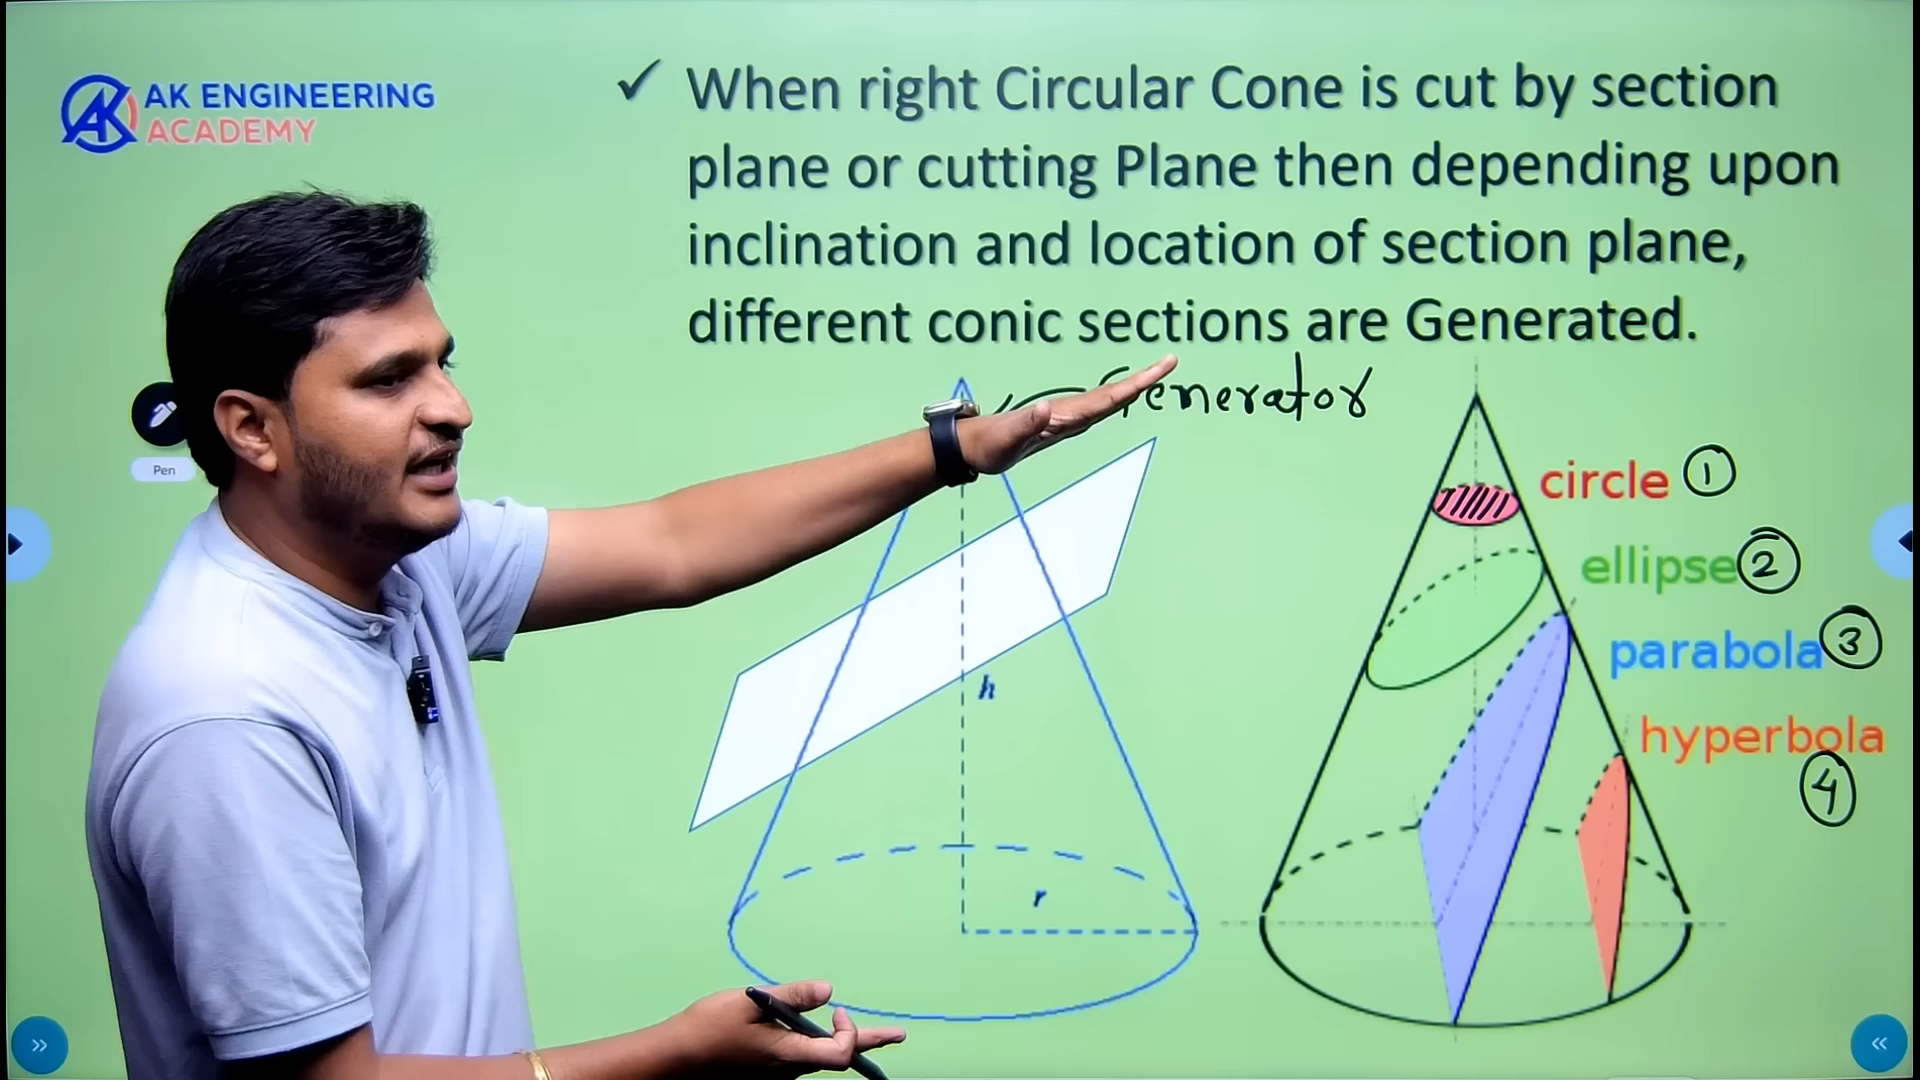 AK ENGINEERING
ACADEMY
✓ When right Circular Cone is cut by section
plane or cutting Plane then depending upon
inclination and location of section plane,
different conic sections are Generated.
Generator
Pen
circle 1
ellipse 2
parabola 3
hyperbola
4
h
r